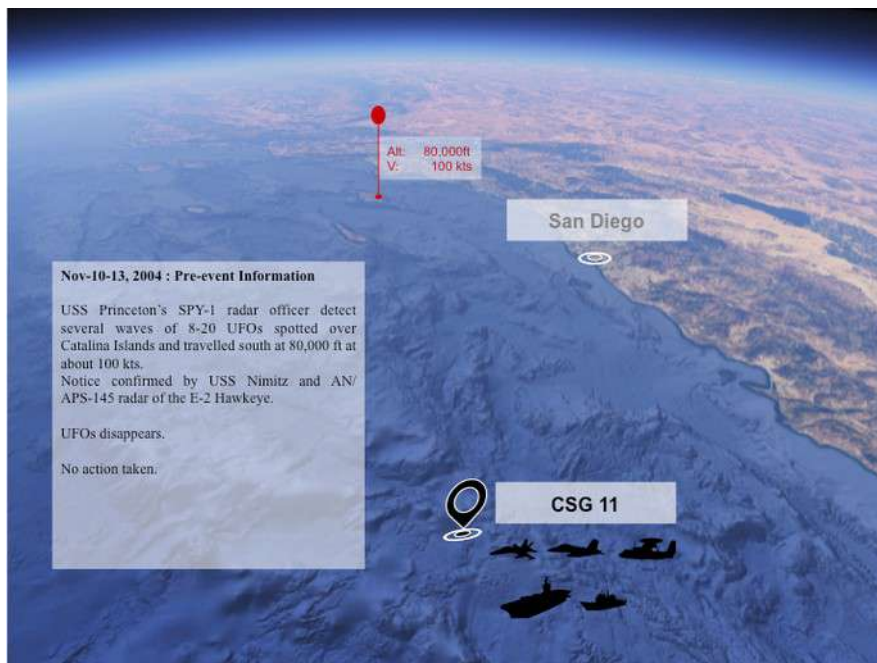 Alt: 80,000ft
V: 100 kts
San Diego
Nov-10-13, 2004 : Pre-event Information
USS Princeton's SPY-1 radar officer detect
several waves of 8-20 UFOs spotted over
Catalina Islands and travelled south at 80,000 ft at
about 100 kts.
Notice confirmed by USS Nimitz and AN/
APS-145 radar of the E-2 Hawkeye.
UFOs disappears.
No action taken.
CSG 11